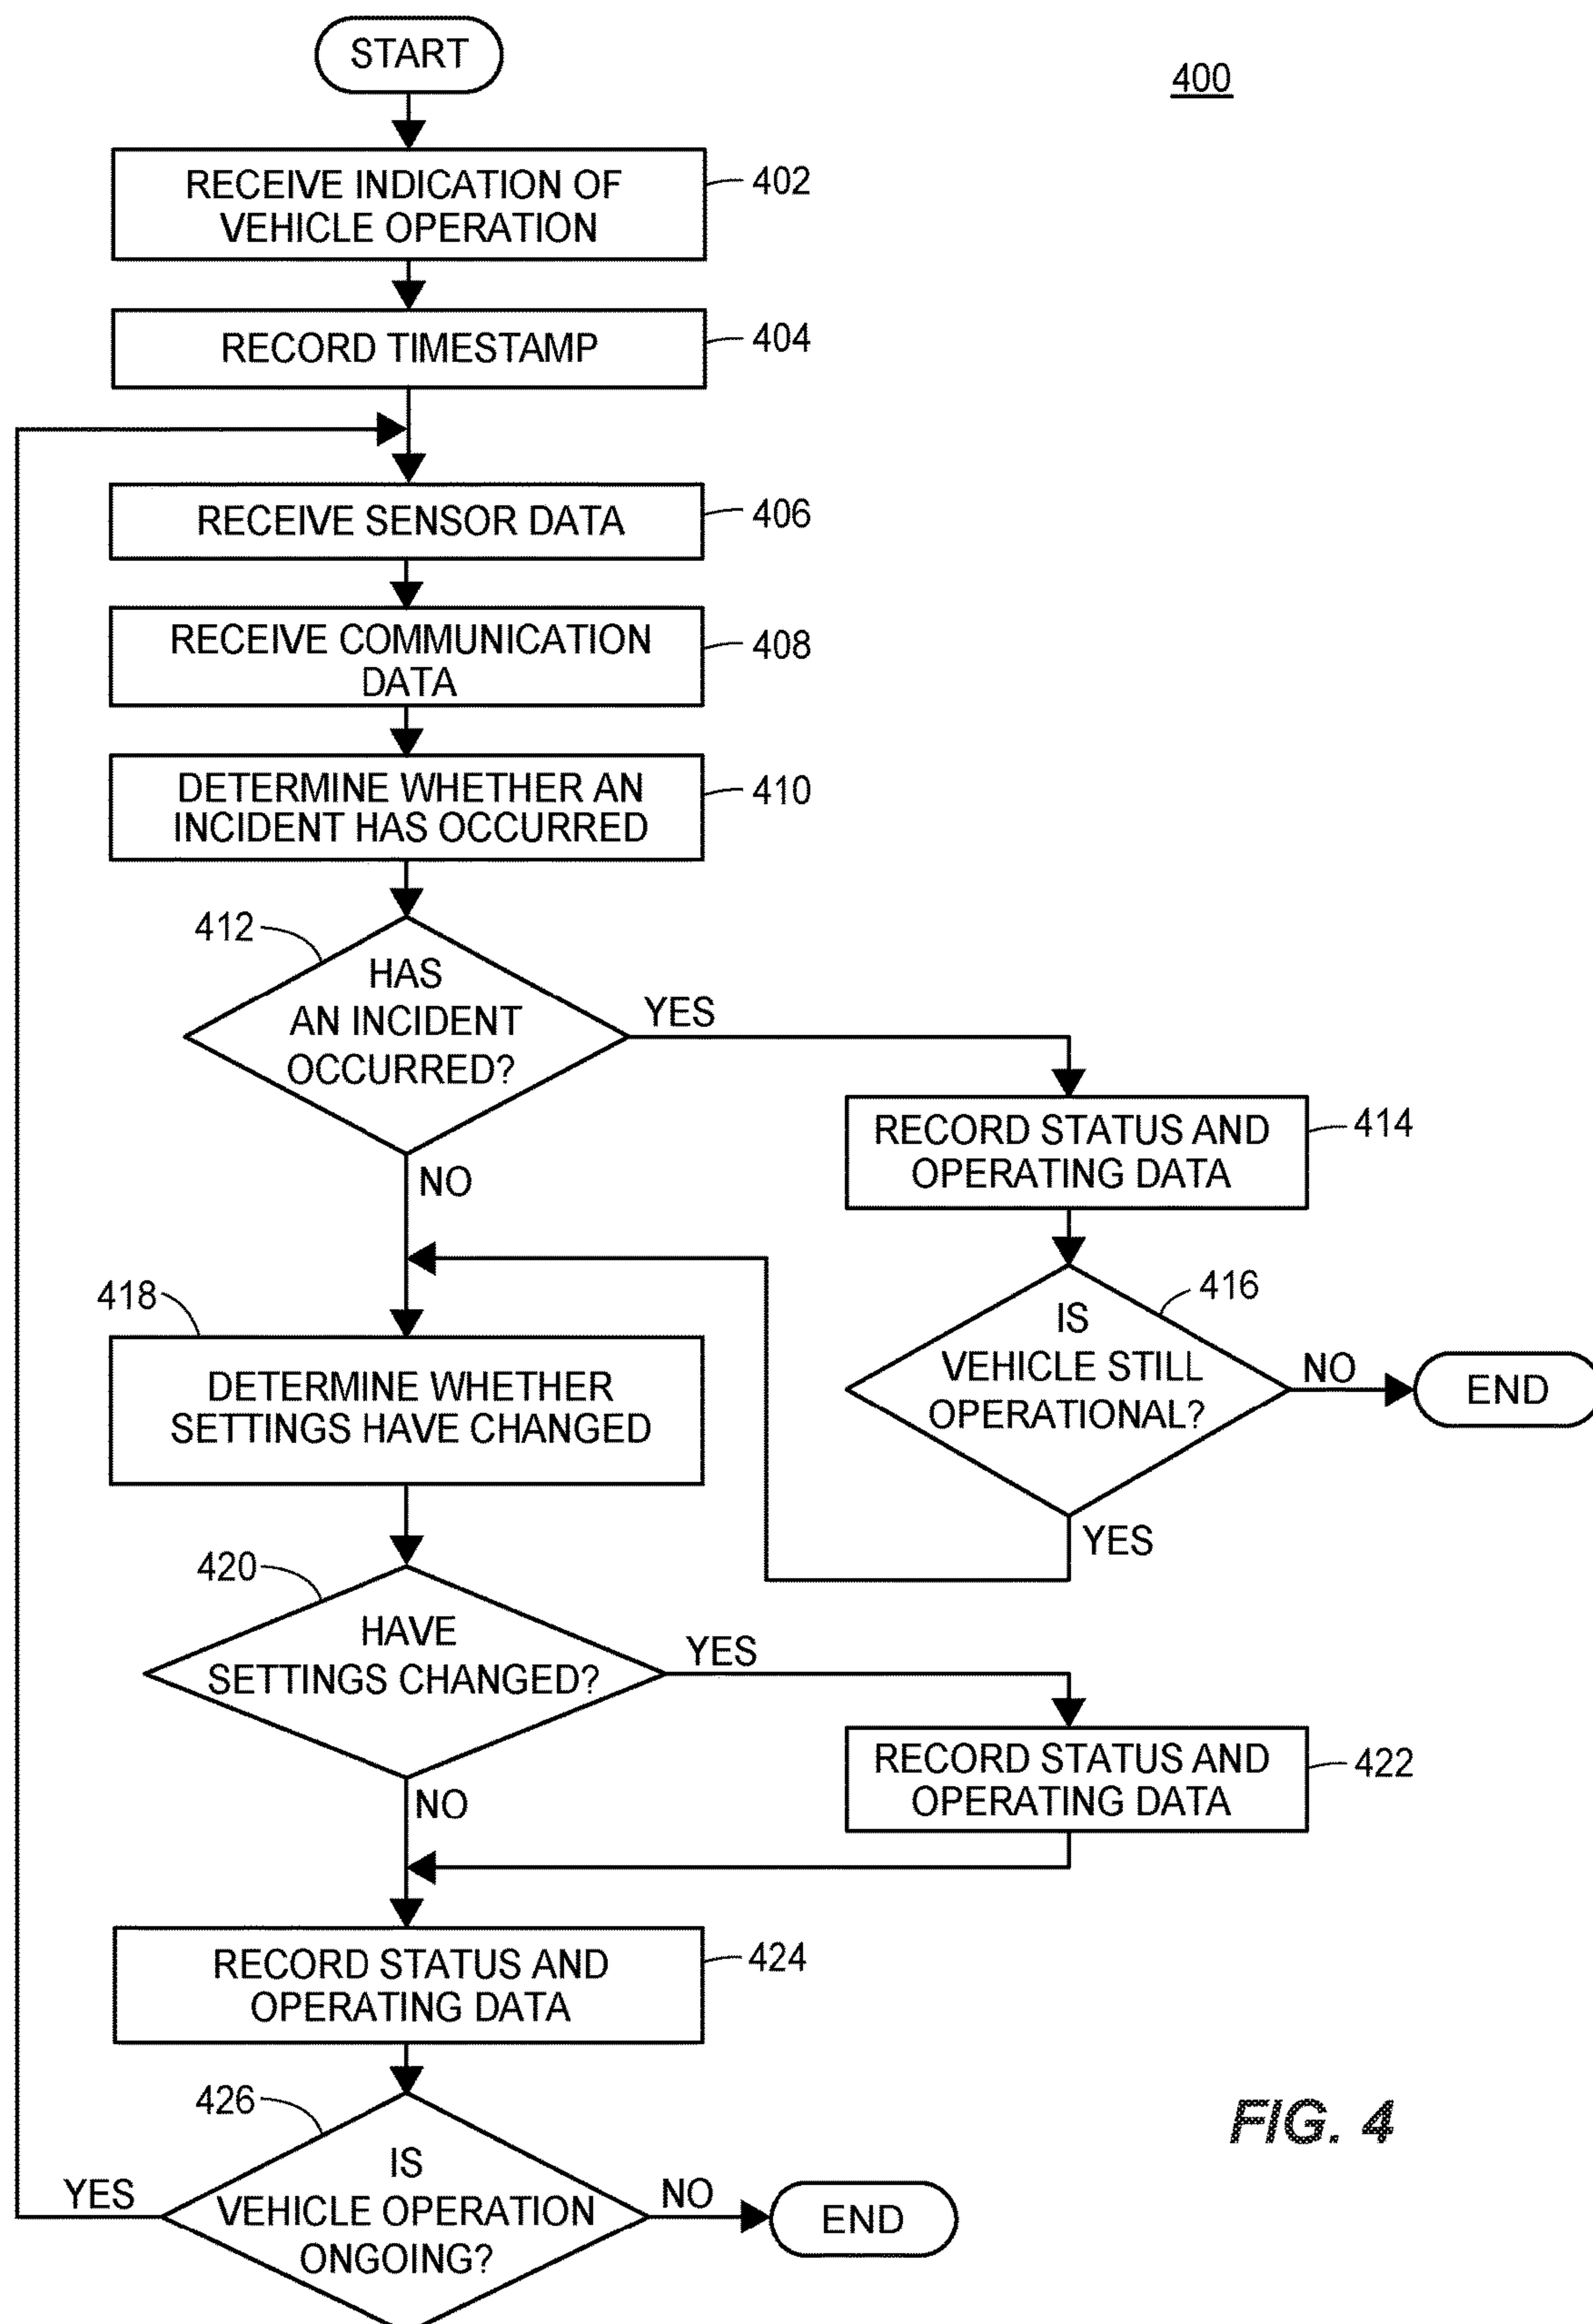 START
400
RECEIVE INDICATION OF
VEHICLE OPERATION
402
RECORD TIMESTAMP
404
RECEIVE SENSOR DATA
406
RECEIVE COMMUNICATION
DATA
408
DETERMINE WHETHER AN
INCIDENT HAS OCCURRED
410
412
HAS
AN INCIDENT
OCCURRED?
YES
NO
RECORD STATUS AND
OPERATING DATA
414
IS
VEHICLE STILL
OPERATIONAL?
416
NO
END
YES
418
DETERMINE WHETHER
SETTINGS HAVE CHANGED
420
HAVE
SETTINGS CHANGED?
YES
NO
RECORD STATUS AND
OPERATING DATA
422
RECORD STATUS AND
OPERATING DATA
424
426
IS
VEHICLE OPERATION
ONGOING?
YES
NO
END
FIG. 4